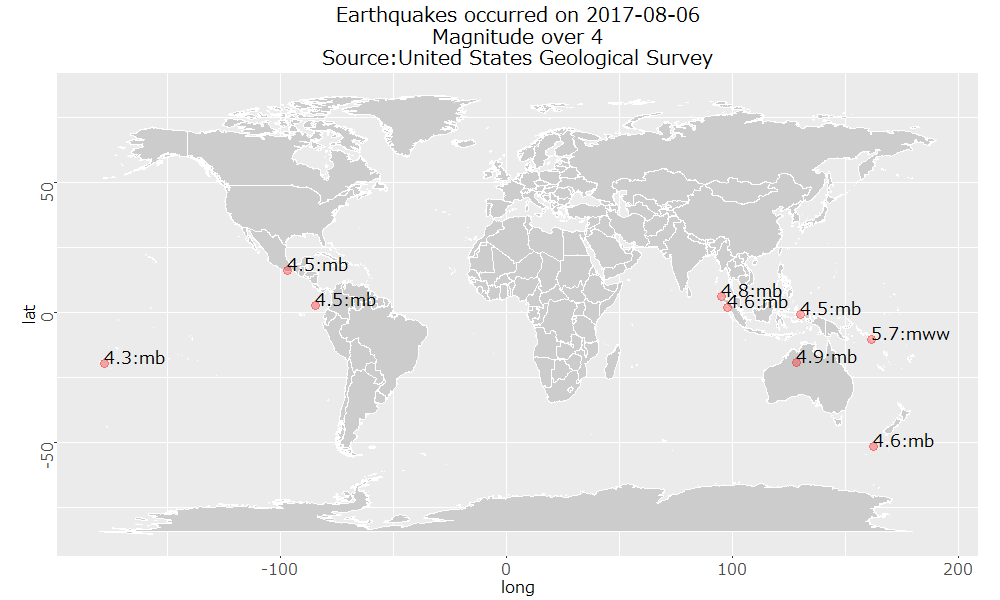 Earthquakes occurred on 2017-08-06
Magnitude over 4
Source:United States Geological Survey
lat
50
0
-50
4.5:mb
4.5:mb
4.3:mb
4.8:mb
4.6:mb
4.5:mb
5.7:mww
4.9:mb
4.6:mb
-100
0
100
200
long